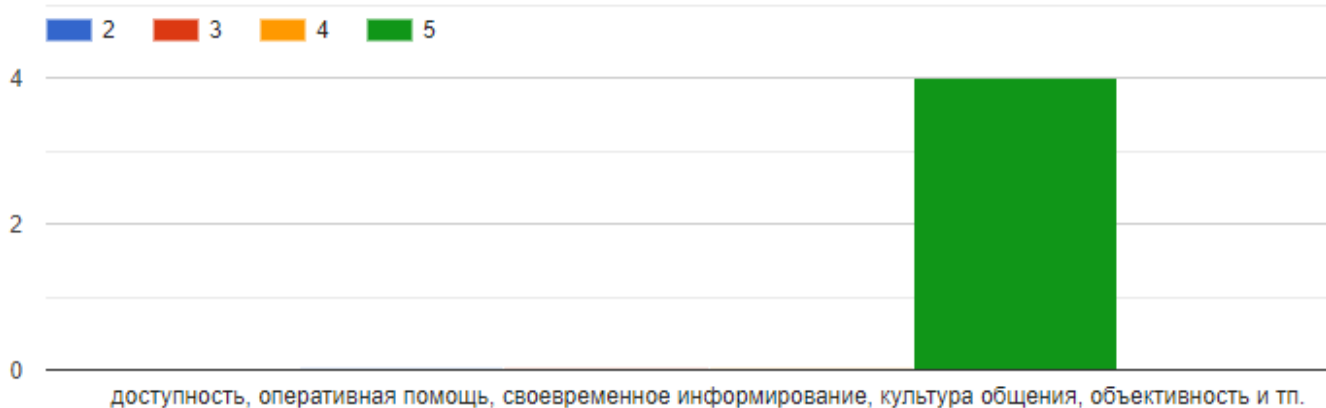 2 3 4 5
4
2
0
доступность, оперативная помощь, своевременное информирование, культура общения, объективность и тп.